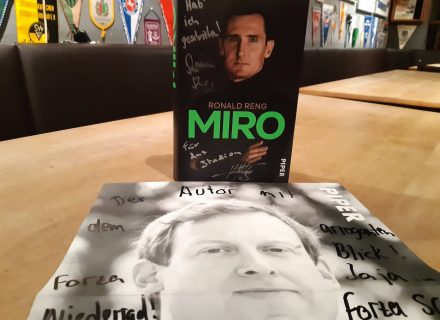 Hab'
ich
geschrieben!
RONALD RENG
MIRO
Für das
Stadion
PIPER
Der Autor mit
dem arroganten
Blick!
Jaja...
Forza
Niederrad!
Forza
PIPER